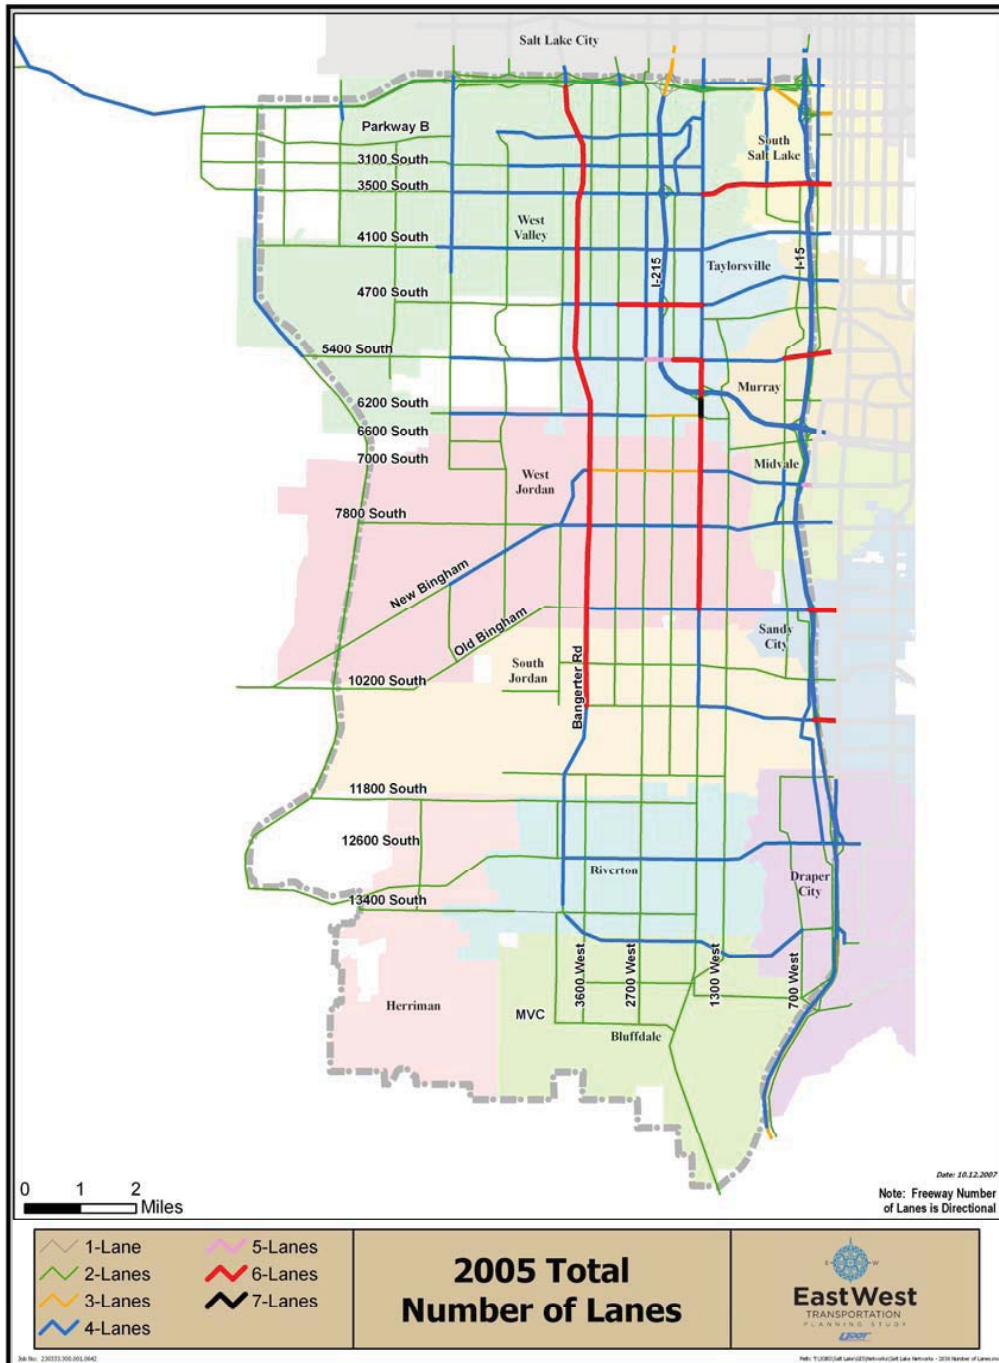 Salt Lake City
Parkway B
3100 South
3500 South
South
Salt Lake
West
Valley
4100 South
Taylorsville
I-215
I-15
4700 South
5400 South
Murray
6200 South
6600 South
7000 South
Midvale
West
Jordan
7800 South
New Bingham
Old Bingham
Sandy
City
South
Jordan
Bangerter Rd
10200 South
11800 South
12600 South
Riverton
Draper
City
13400 South
3600 West
2700 West
1300 West
700 West
Herriman
MVC
Bluffdale
Date: 10.12.2007
Note: Freeway Number
of Lanes is Directional
0 1 2
Miles
1-Lane
2-Lanes
3-Lanes
4-Lanes
5-Lanes
6-Lanes
7-Lanes
2005 Total
Number of Lanes
E W
EastWest
TRANSPORTATION
PLANNING STUDY
UDOT